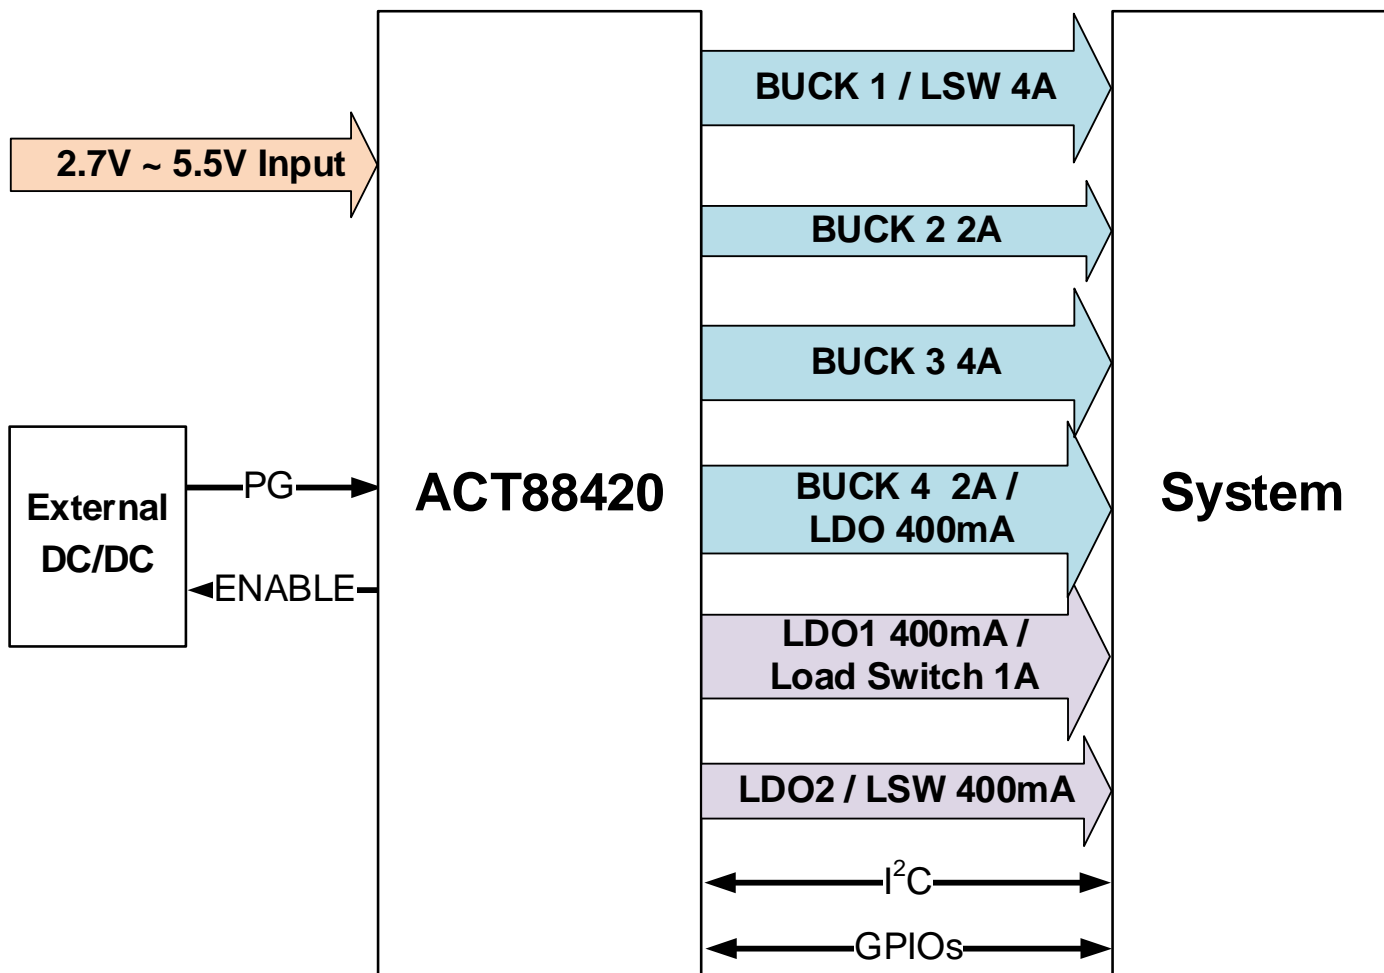 2.7V ~ 5.5V Input
External
DC/DC
PG
ENABLE
ACT88420
BUCK 1 / LSW 4A
BUCK 2 2A
BUCK 3 4A
BUCK 4  2A /
LDO 400mA
LDO1 400mA /
Load Switch 1A
LDO2 / LSW 400mA
I²C
GPIOs
System